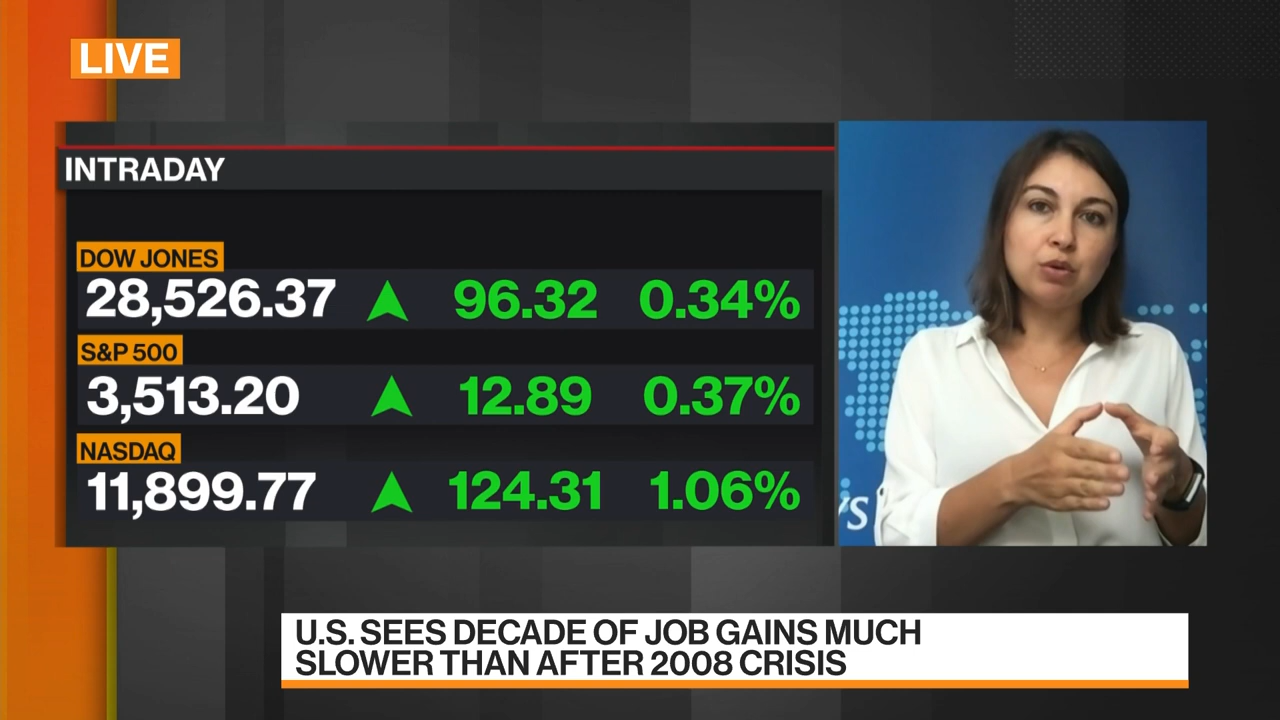 LIVE
INTRADAY
DOW JONES
28,526.37 ▲ 96.32 0.34%
S&P 500
3,513.20 ▲ 12.89 0.37%
NASDAQ
11,899.77 ▲ 124.31 1.06%
U.S. SEES DECADE OF JOB GAINS MUCH
SLOWER THAN AFTER 2008 CRISIS